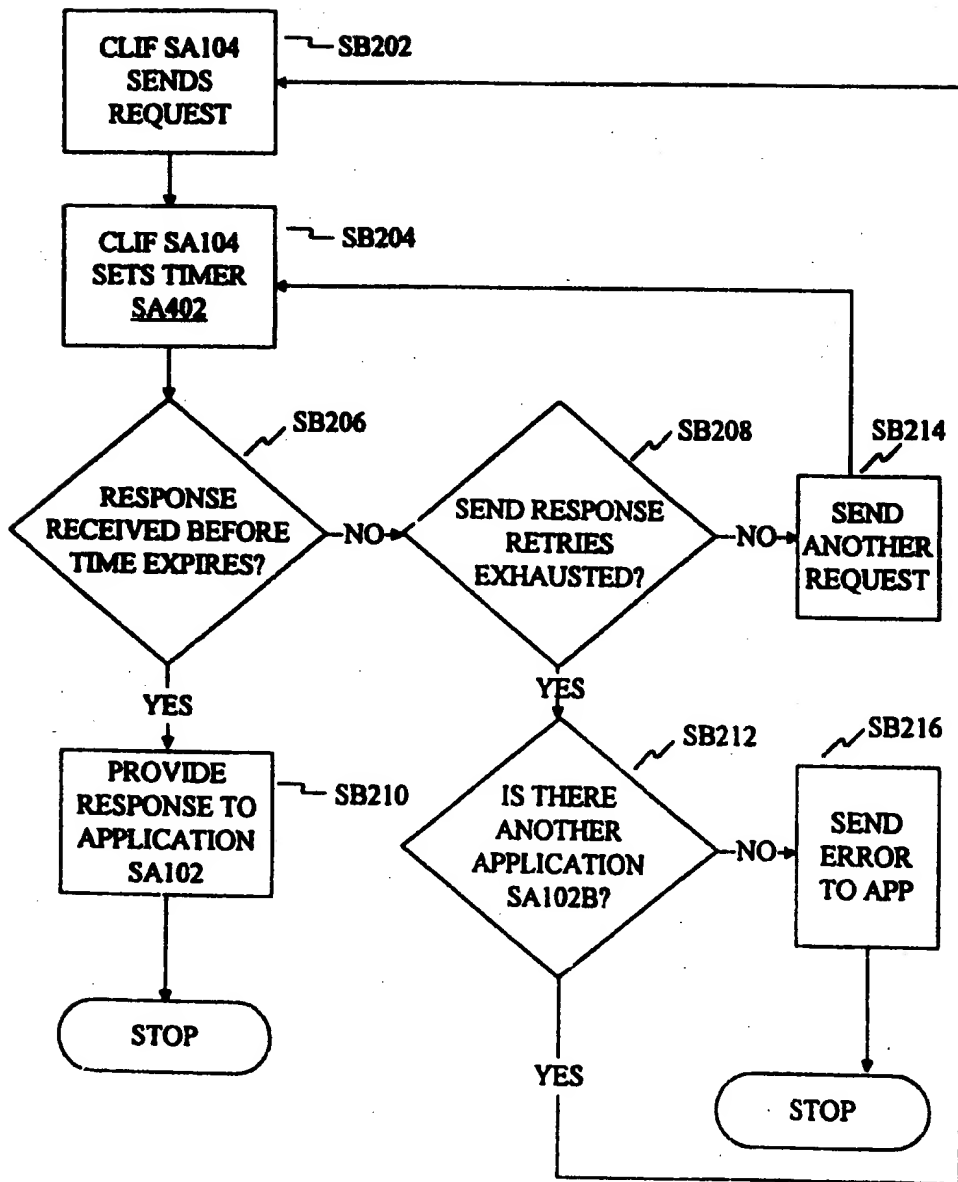 CLIF SA104
SENDS
REQUEST
SB202
CLIF SA104
SETS TIMER
SA402
SB204
RESPONSE
RECEIVED BEFORE
TIME EXPIRES?
SB206
NO
SEND RESPONSE
RETRIES
EXHAUSTED?
SB208
NO
SEND
ANOTHER
REQUEST
SB214
YES
YES
PROVIDE
RESPONSE TO
APPLICATION
SA102
SB210
IS THERE
ANOTHER
APPLICATION
SA102B?
SB212
NO
SEND
ERROR
TO APP
SB216
STOP
YES
STOP